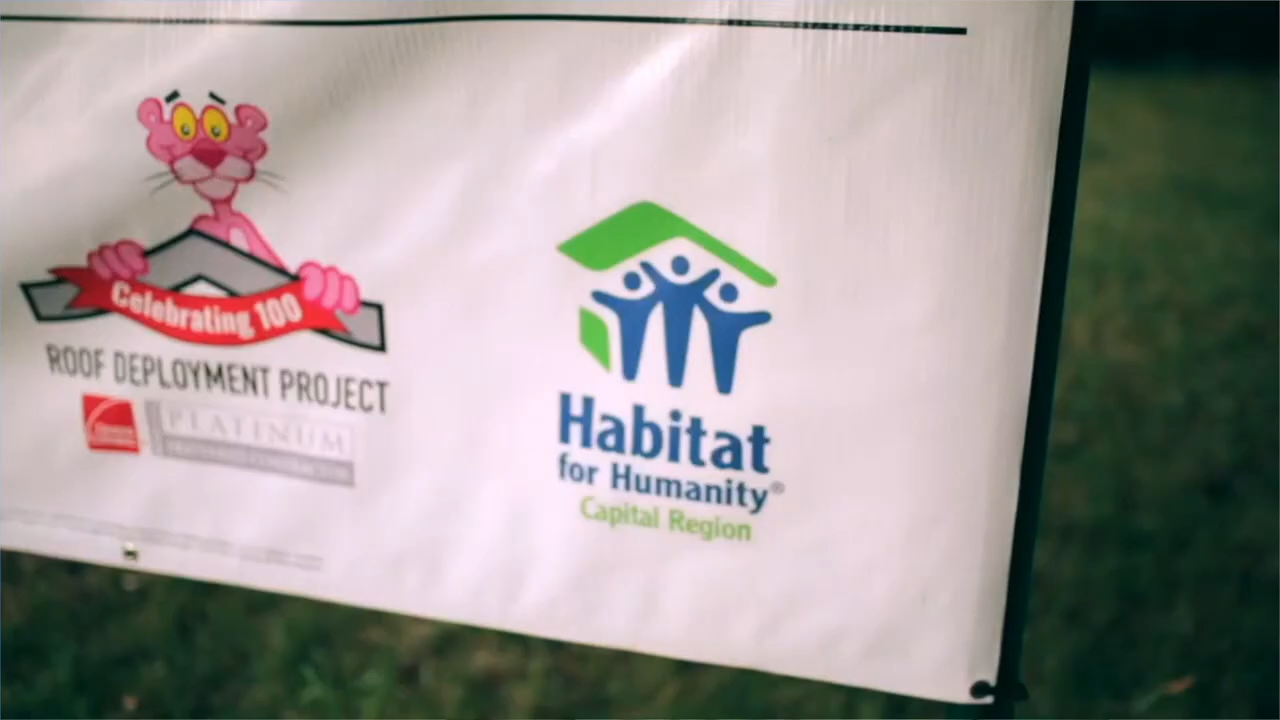 Celebrating 100
ROOF DEPLOYMENT PROJECT
PLATINUM
Habitat
for Humanity®
Capital Region